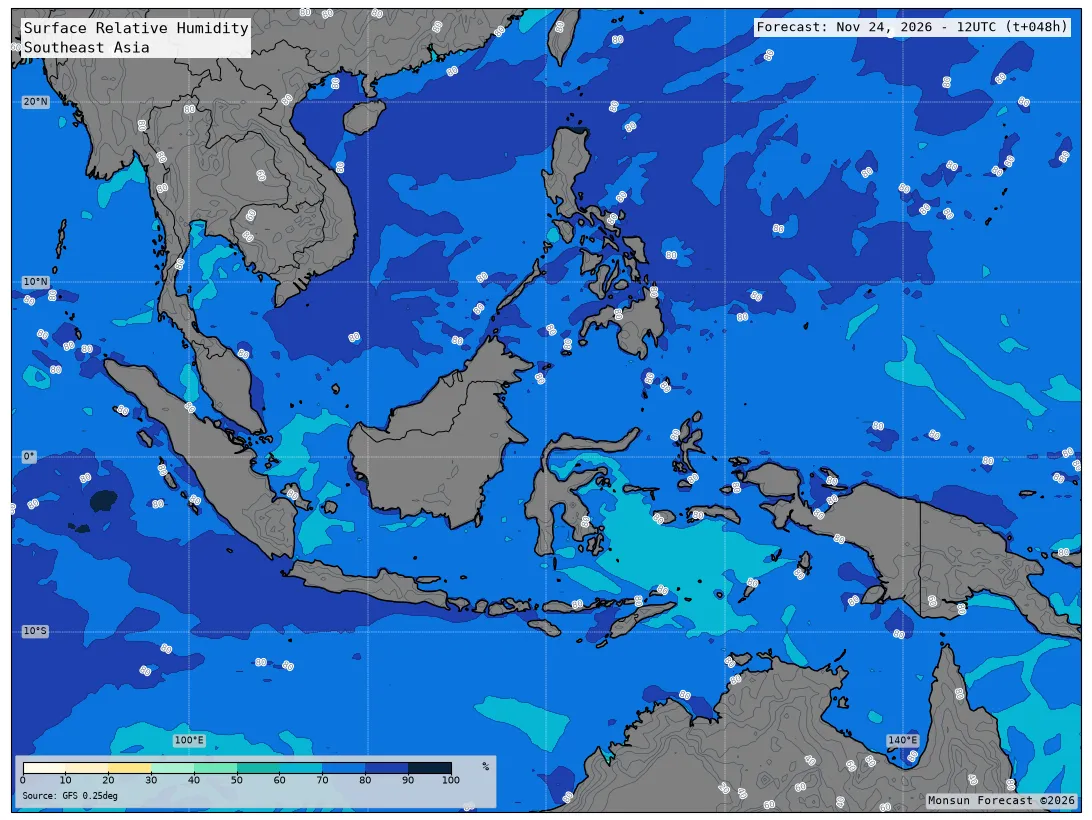 Surface Relative Humidity
Southeast Asia
Forecast: Nov 24, 2026 - 12UTC (t+048h)
20°N
10°N
0°
10°S
100°E
140°E
%
0 10 20 30 40 50 60 70 80 90 100
Source: GFS 0.25deg
Monsun Forecast ©2026